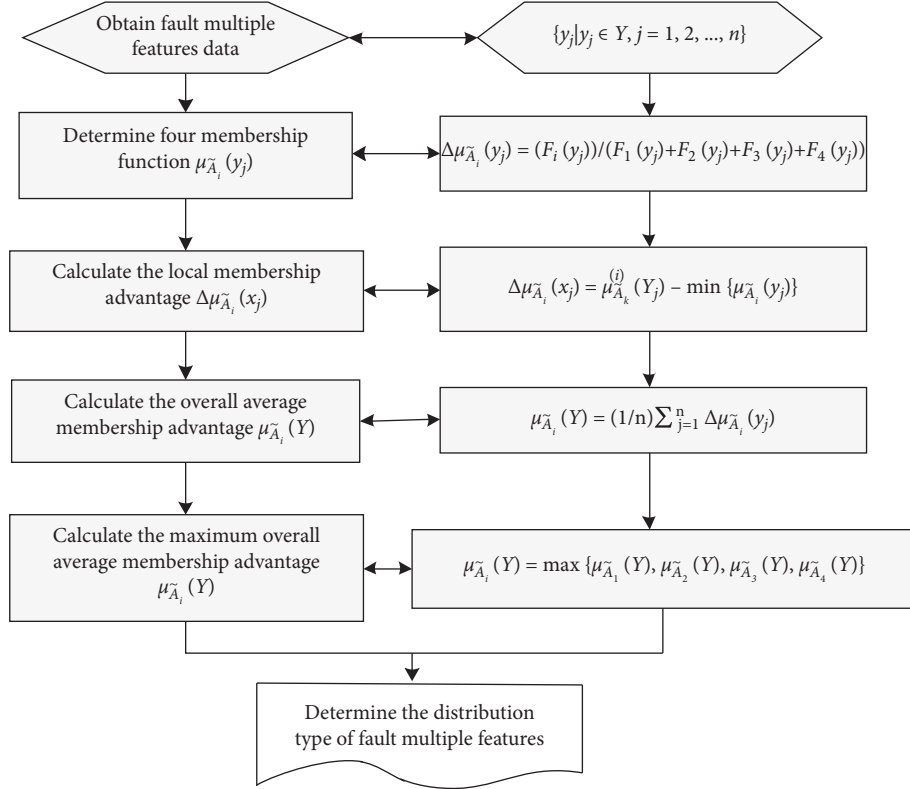 Obtain fault multiple
features data
{y_j|y_j ∈ Y, j = 1, 2, ..., n}
Determine four membership
function μ_{Ã_i}(y_j)
Δμ_{Ã_i}(y_j) = (F_i(y_j))/(F_1(y_j)+F_2(y_j)+F_3(y_j)+F_4(y_j))
Calculate the local membership
advantage Δμ_{Ã_i}(x_j)
Δμ_{Ã_i}(x_j) = μ^{(i)}_{Ã_k}(Y_j) – min {μ_{Ã_i}(y_j)}
Calculate the overall average
membership advantage μ_{Ã_i}(Y)
μ_{Ã_i}(Y) = (1/n)∑^n_{j=1} Δμ_{Ã_i}(y_j)
Calculate the maximum overall
average membership advantage
μ_{Ã_i}(Y)
μ_{Ã_i}(Y) = max {μ_{Ã_1}(Y), μ_{Ã_2}(Y), μ_{Ã_3}(Y), μ_{Ã_4}(Y)}
Determine the distribution
type of fault multiple features